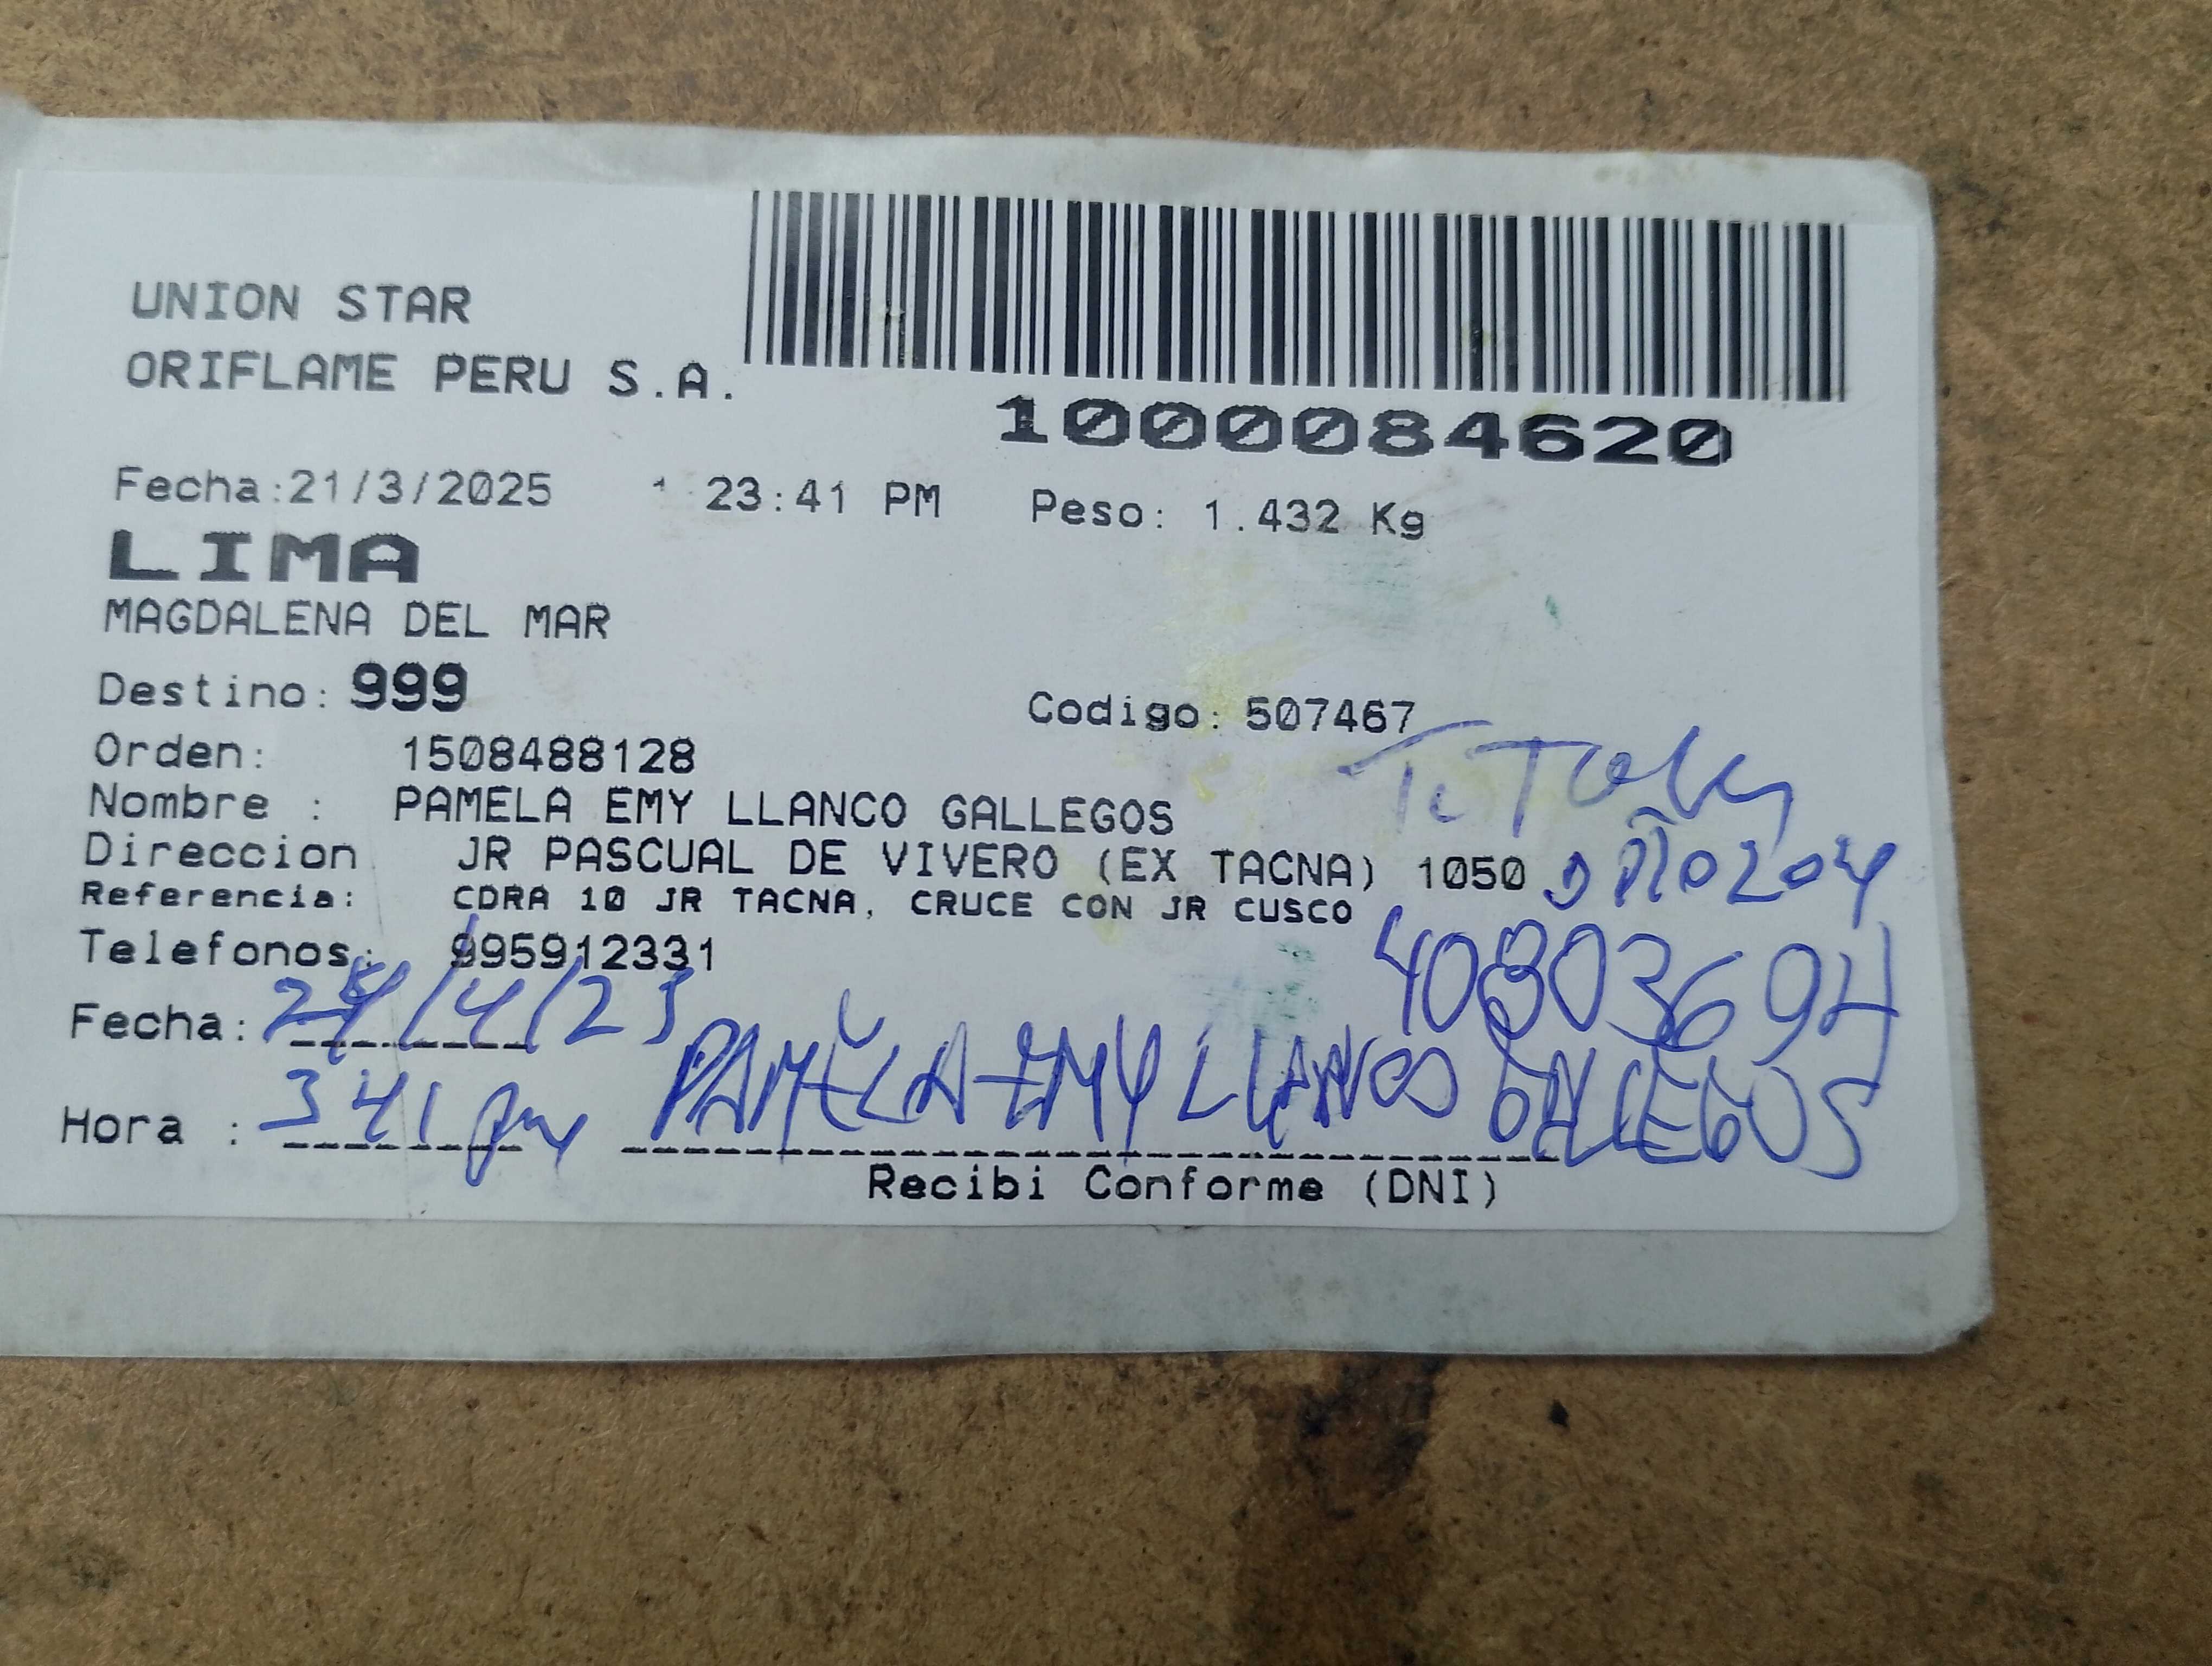 UNION STAR
ORIFLAME PERU S.A.
1000084620
Fecha:21/3/2025 1 23:41 PM Peso: 1.432 Kg
LIMA
MAGDALENA DEL MAR
Destino: 999
Codigo: 507467
Orden: 1508488128
Nombre : PAMELA EMY LLANCO GALLEGOS
Direccion JR PASCUAL DE VIVERO (EX TACNA) 1050
Referencia: CDRA 10 JR TACNA, CRUCE CON JR CUSCO
Telefonos: 995912331
40803694
Fecha:
Hora : 341 pm PAMELA EMY LLANCO GALLEGOS
Recibi Conforme (DNI)